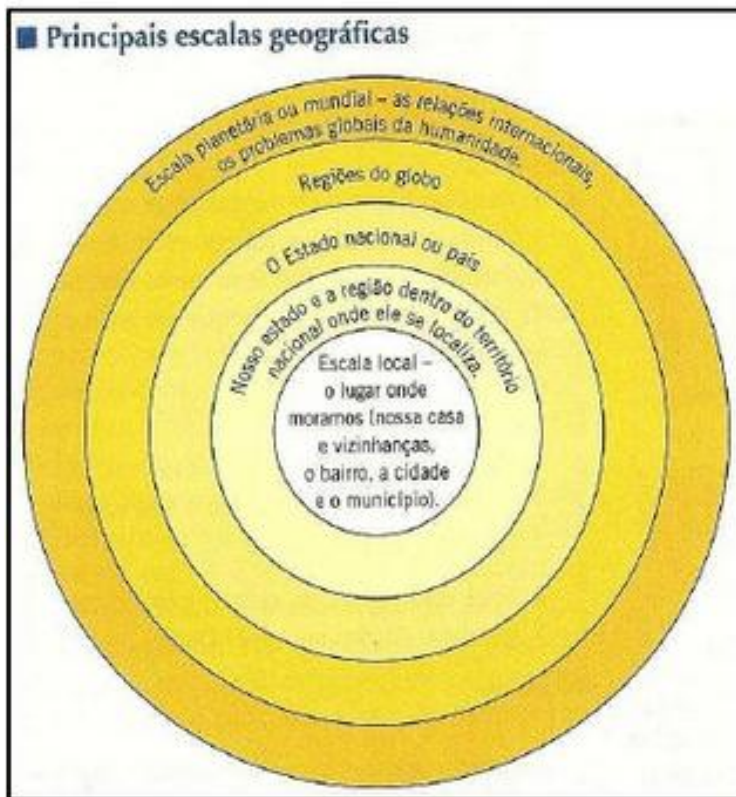 Principais escalas geográficas
Escala planetária ou mundial – as relações internacionais,
os problemas globais da humanidade.
Regiões do globo
O Estado nacional ou país
Nosso estado e a região dentro do território
nacional onde ele se localiza.
Escala local –
o lugar onde
moramos (nossa casa
e vizinhanças,
o bairro, a cidade
e o município).